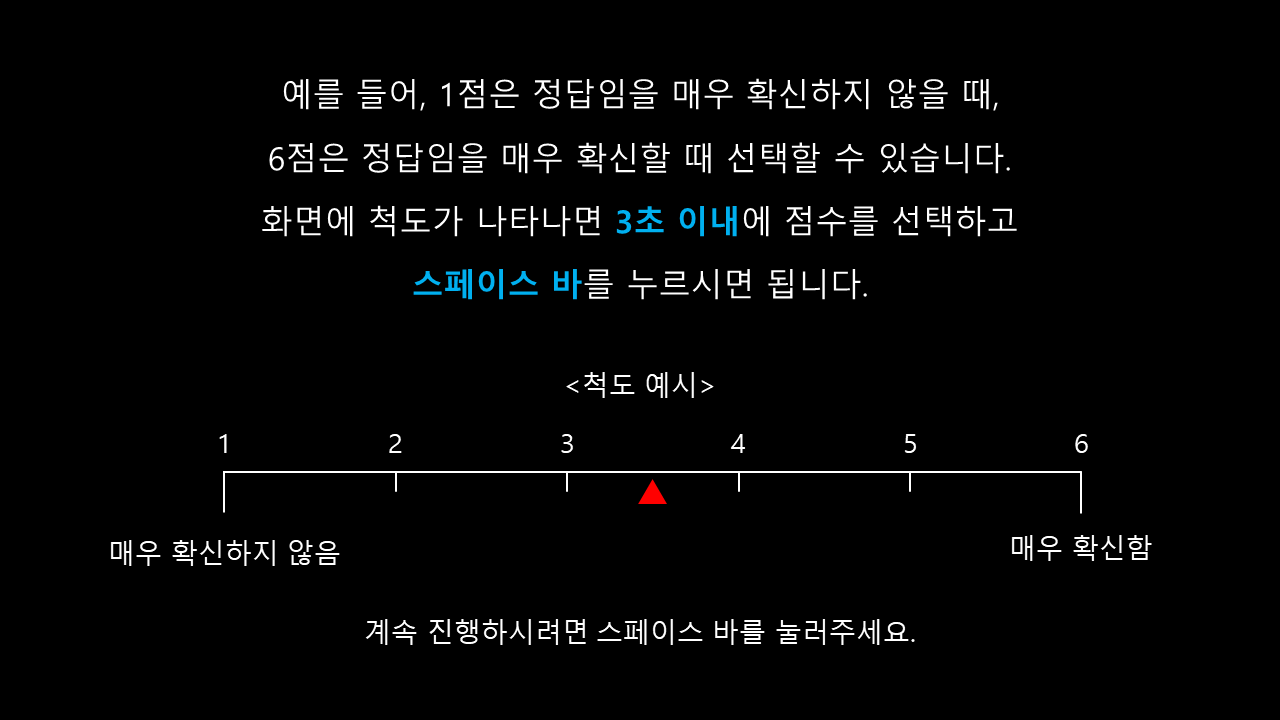 예를 들어, 1점은 정답임을 매우 확신하지 않을 때,
6점은 정답임을 매우 확신할 때 선택할 수 있습니다.
화면에 척도가 나타나면 3초 이내에 점수를 선택하고
스페이스 바를 누르시면 됩니다.
<척도 예시>
1 2 3 4 5 6
매우 확신하지 않음 매우 확신함
계속 진행하시려면 스페이스 바를 눌러주세요.